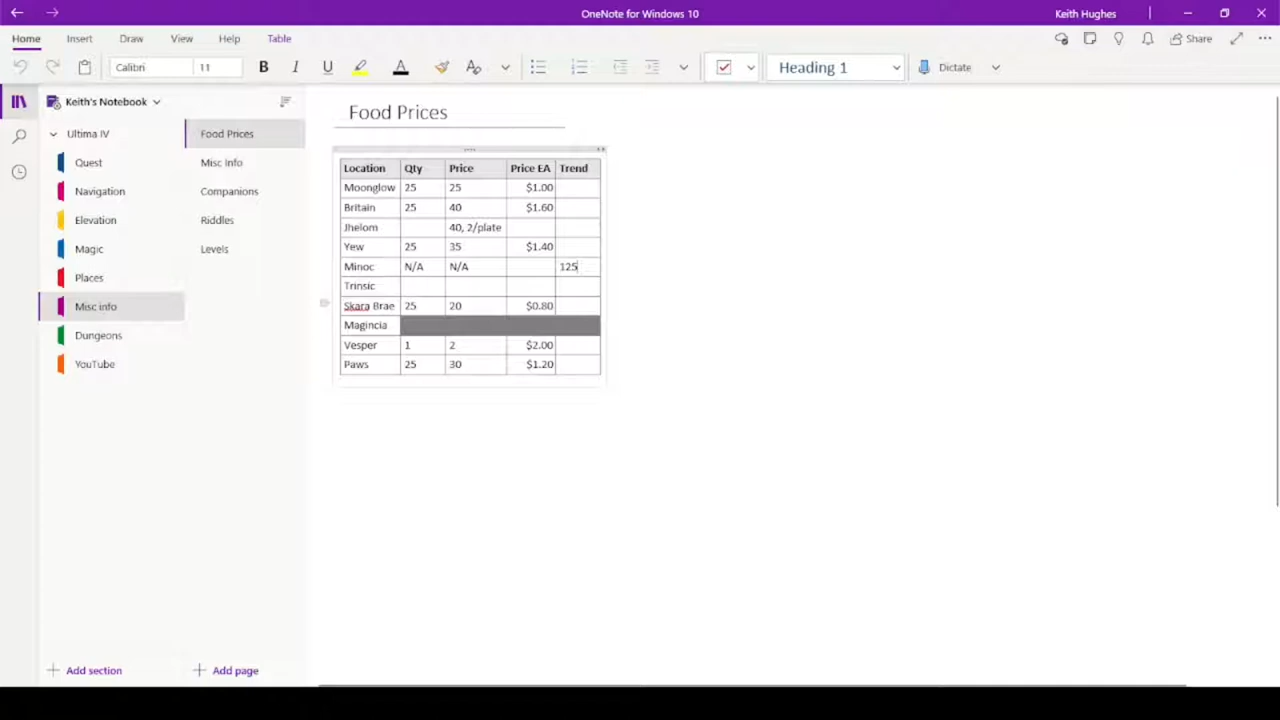 OneNote for Windows 10
Keith Hughes
Home Insert Draw View Help Table
Share
Calibri 11 B I U A Heading 1 Dictate
Keith's Notebook
Ultima IV
Quest
Navigation
Elevation
Magic
Places
Misc info
Dungeons
YouTube
Food Prices
Misc Info
Companions
Riddles
Levels
Food Prices
Location Qty Price Price EA Trend
Moonglow 25 25 $1.00
Britain 25 40 $1.60
Jhelom 40, 2/plate
Yew 25 35 $1.40
Minoc N/A N/A 125
Trinsic
Skara Brae 25 20 $0.80
Magincia
Vesper 1 2 $2.00
Paws 25 30 $1.20
Add section
Add page